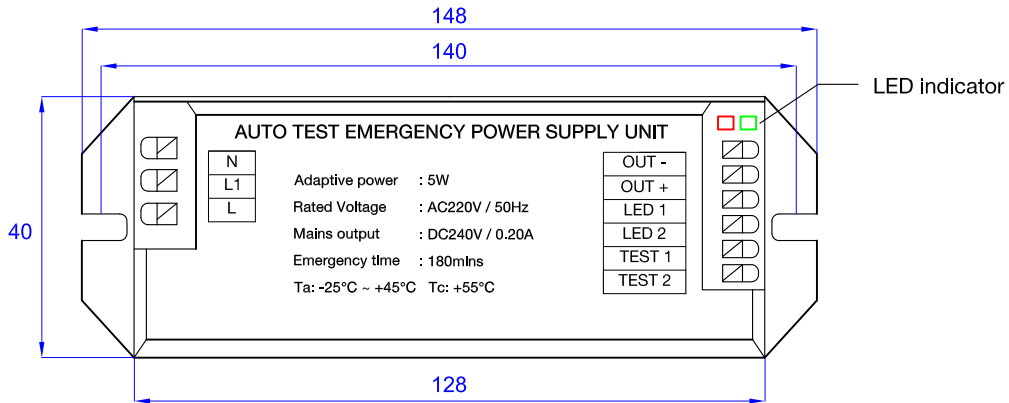 148
140
LED indicator
AUTO TEST EMERGENCY POWER SUPPLY UNIT
N
L1
L
Adaptive power : 5W
Rated Voltage : AC220V / 50Hz
Mains output : DC240V / 0.20A
Emergency tIme : 180mIns
Ta: -25°C ~ +45°C Tc: +55°C
OUT -
OUT +
LED 1
LED 2
TEST 1
TEST 2
40
128